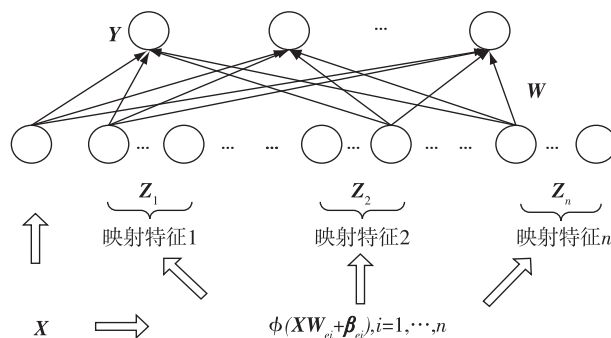 Y ...
W
... ... ... ... ... ... ...
Z₁ Z₂ Zₙ
映射特征1 映射特征2 映射特征n
X ϕ(XWₑᵢ+βₑᵢ),i=1,…,n